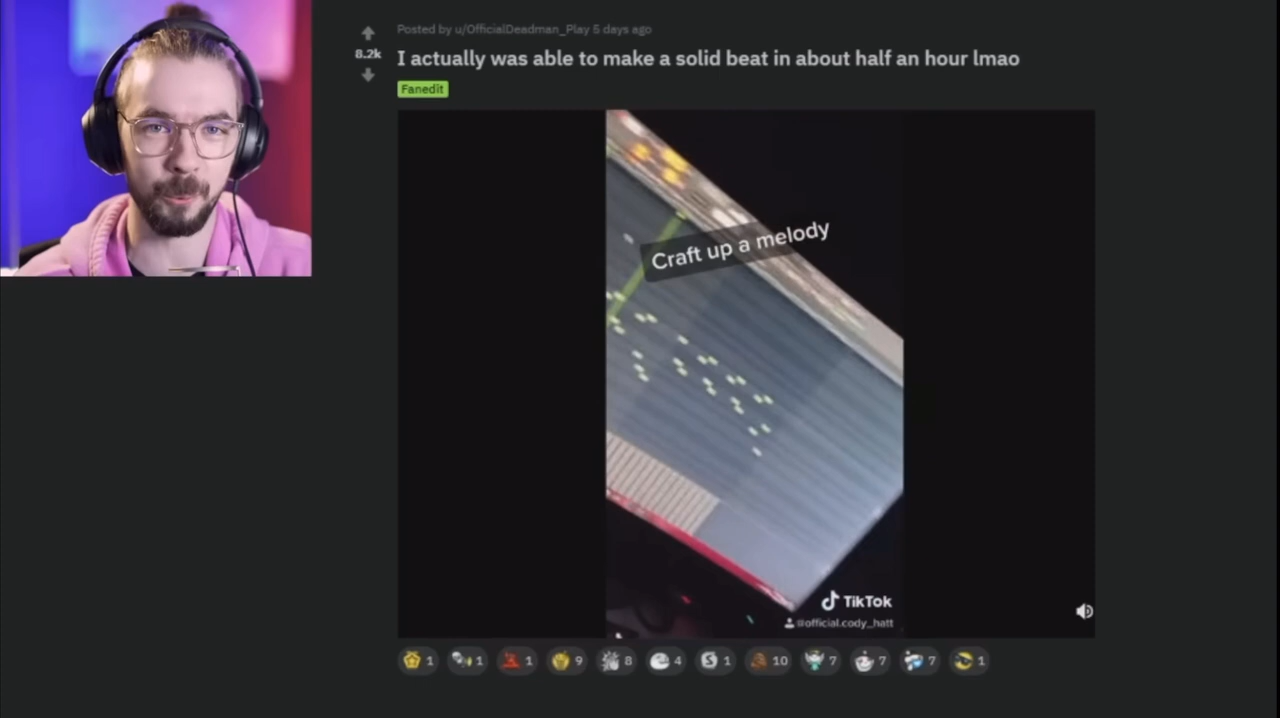 Posted by u/OfficialDeadman_Play 5 days ago
8.2k
I actually was able to make a solid beat in about half an hour lmao
Fanedit
Craft up a melody
TikTok
@official.cody_hatt
1 1 1 9 8 4 S 1 10 7 7 7 1